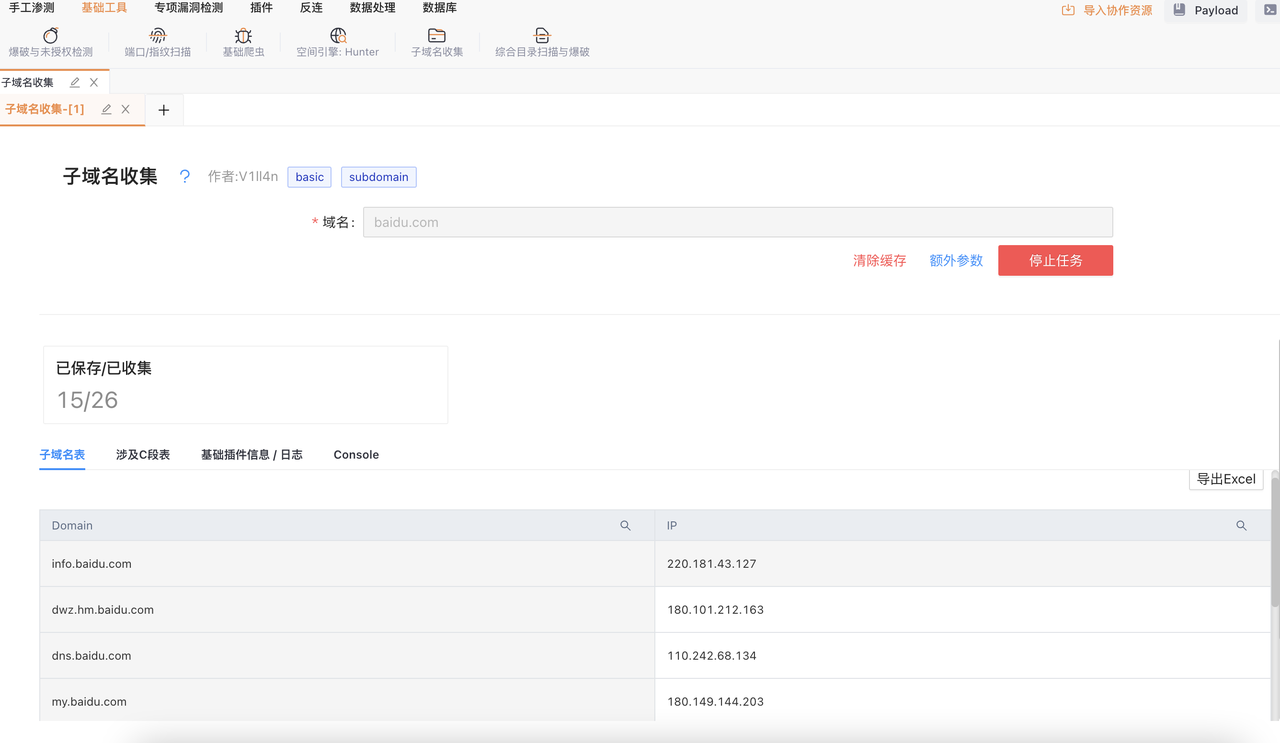 手工渗测 基础工具 专项漏洞检测 插件 反连 数据处理 数据库 导入协作资源 Payload
爆破与未授权检测 端口/指纹扫描 基础爬虫 空间引擎: Hunter 子域名收集 综合目录扫描与爆破
子域名收集
子域名收集-[1]
子域名收集 ? 作者:V1ll4n basic subdomain
* 域名: baidu.com
清除缓存 额外参数 停止任务
已保存/已收集
15/26
子域名表 涉及C段表 基础插件信息 / 日志 Console
导出Excel
Domain IP
info.baidu.com 220.181.43.127
dwz.hm.baidu.com 180.101.212.163
dns.baidu.com 110.242.68.134
my.baidu.com 180.149.144.203